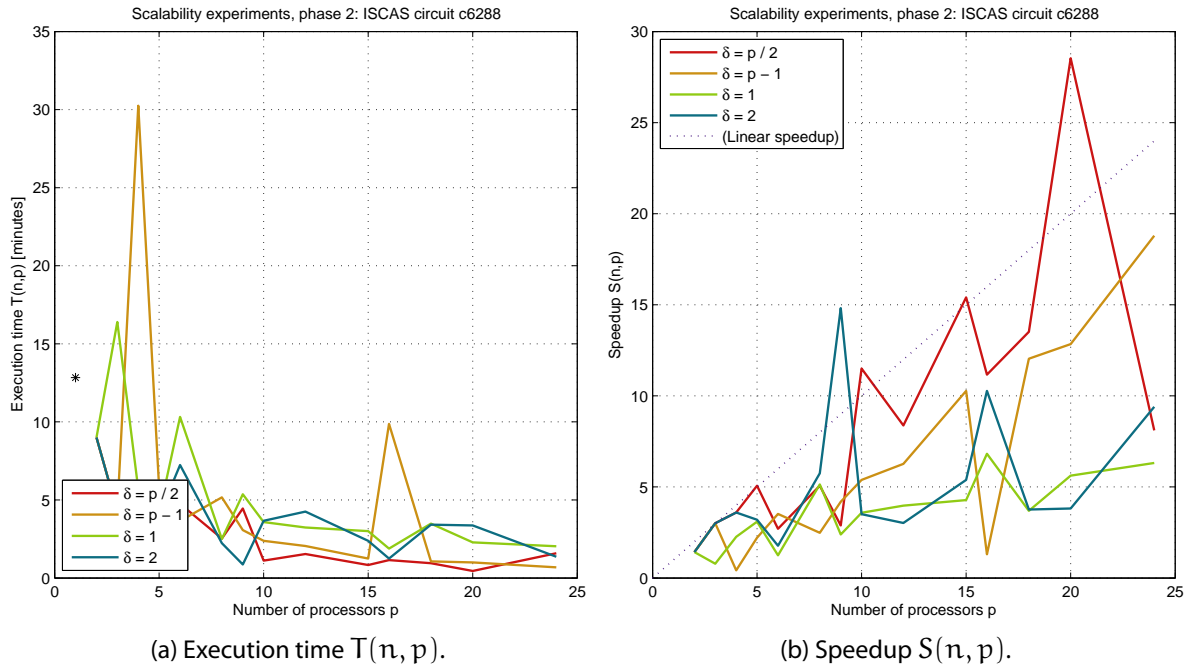 Scalability experiments, phase 2: ISCAS circuit c6288
Execution time T(n,p) [minutes]
35
30
25
20
15
10
5
0
δ = p / 2
δ = p − 1
δ = 1
δ = 2
0 5 10 15 20 25
Number of processors p
(a) Execution time T(n, p).
Scalability experiments, phase 2: ISCAS circuit c6288
Speedup S(n,p)
30
25
20
15
10
5
0
δ = p / 2
δ = p − 1
δ = 1
δ = 2
(Linear speedup)
0 5 10 15 20 25
Number of processors p
(b) Speedup S(n, p).